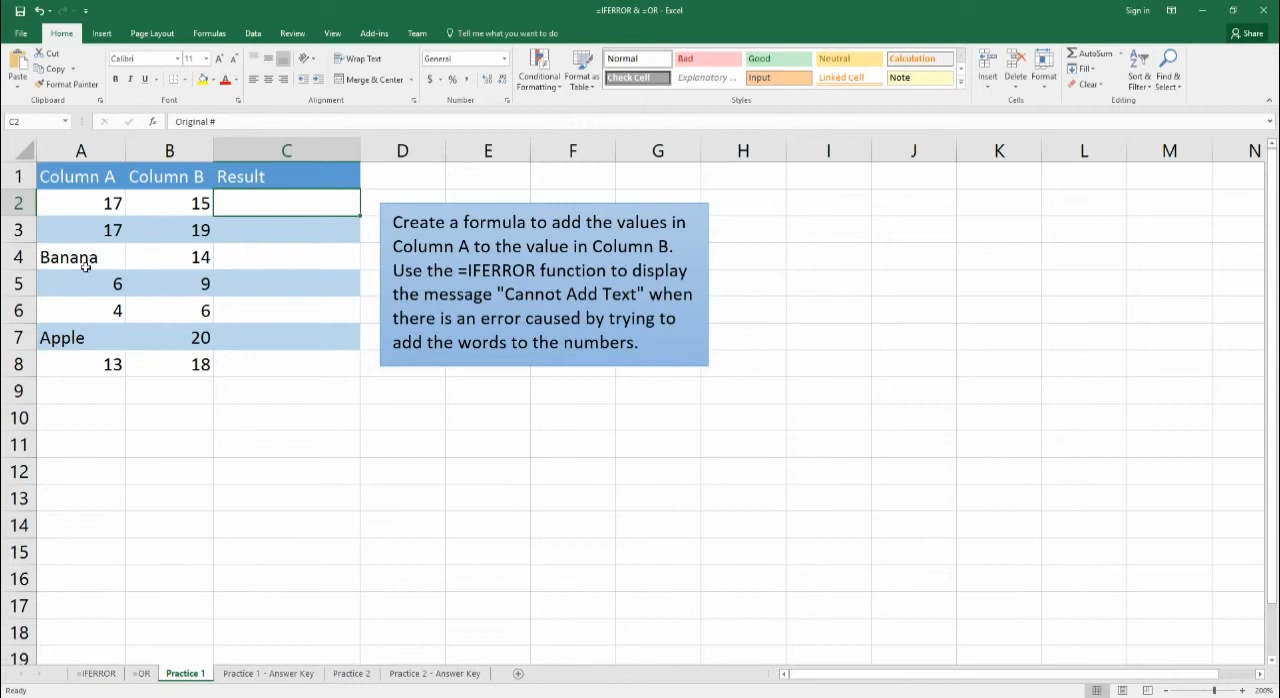 =IFERROR & =OR - Excel
Sign in
File Home Insert Page Layout Formulas Data Review View Add-ins Team Tell me what you want to do
Share
Paste
Cut
Copy
Format Painter
Clipboard
Calibri 11
B I U
Font
Wrap Text
Merge & Center
Alignment
General
$ % ,
Number
Conditional Formatting
Format as Table
Normal Bad Good Neutral Calculation
Check Cell Explanatory ... Input Linked Cell Note
Styles
Insert Delete Format
Cells
AutoSum
Fill
Clear
Sort & Filter
Find & Select
Editing
C2 fx Original #
A B C D E F G H I J K L M N
1 Column A Column B Result
2 17 15
3 17 19
4 Banana 14
5 6 9
6 4 6
7 Apple 20
8 13 18
9
10
11
12
13
14
15
16
17
18
19
Create a formula to add the values in
Column A to the value in Column B.
Use the =IFERROR function to display
the message "Cannot Add Text" when
there is an error caused by trying to
add the words to the numbers.
=IFERROR =OR Practice 1 Practice 1 - Answer Key Practice 2 Practice 2 - Answer Key
Ready
200%